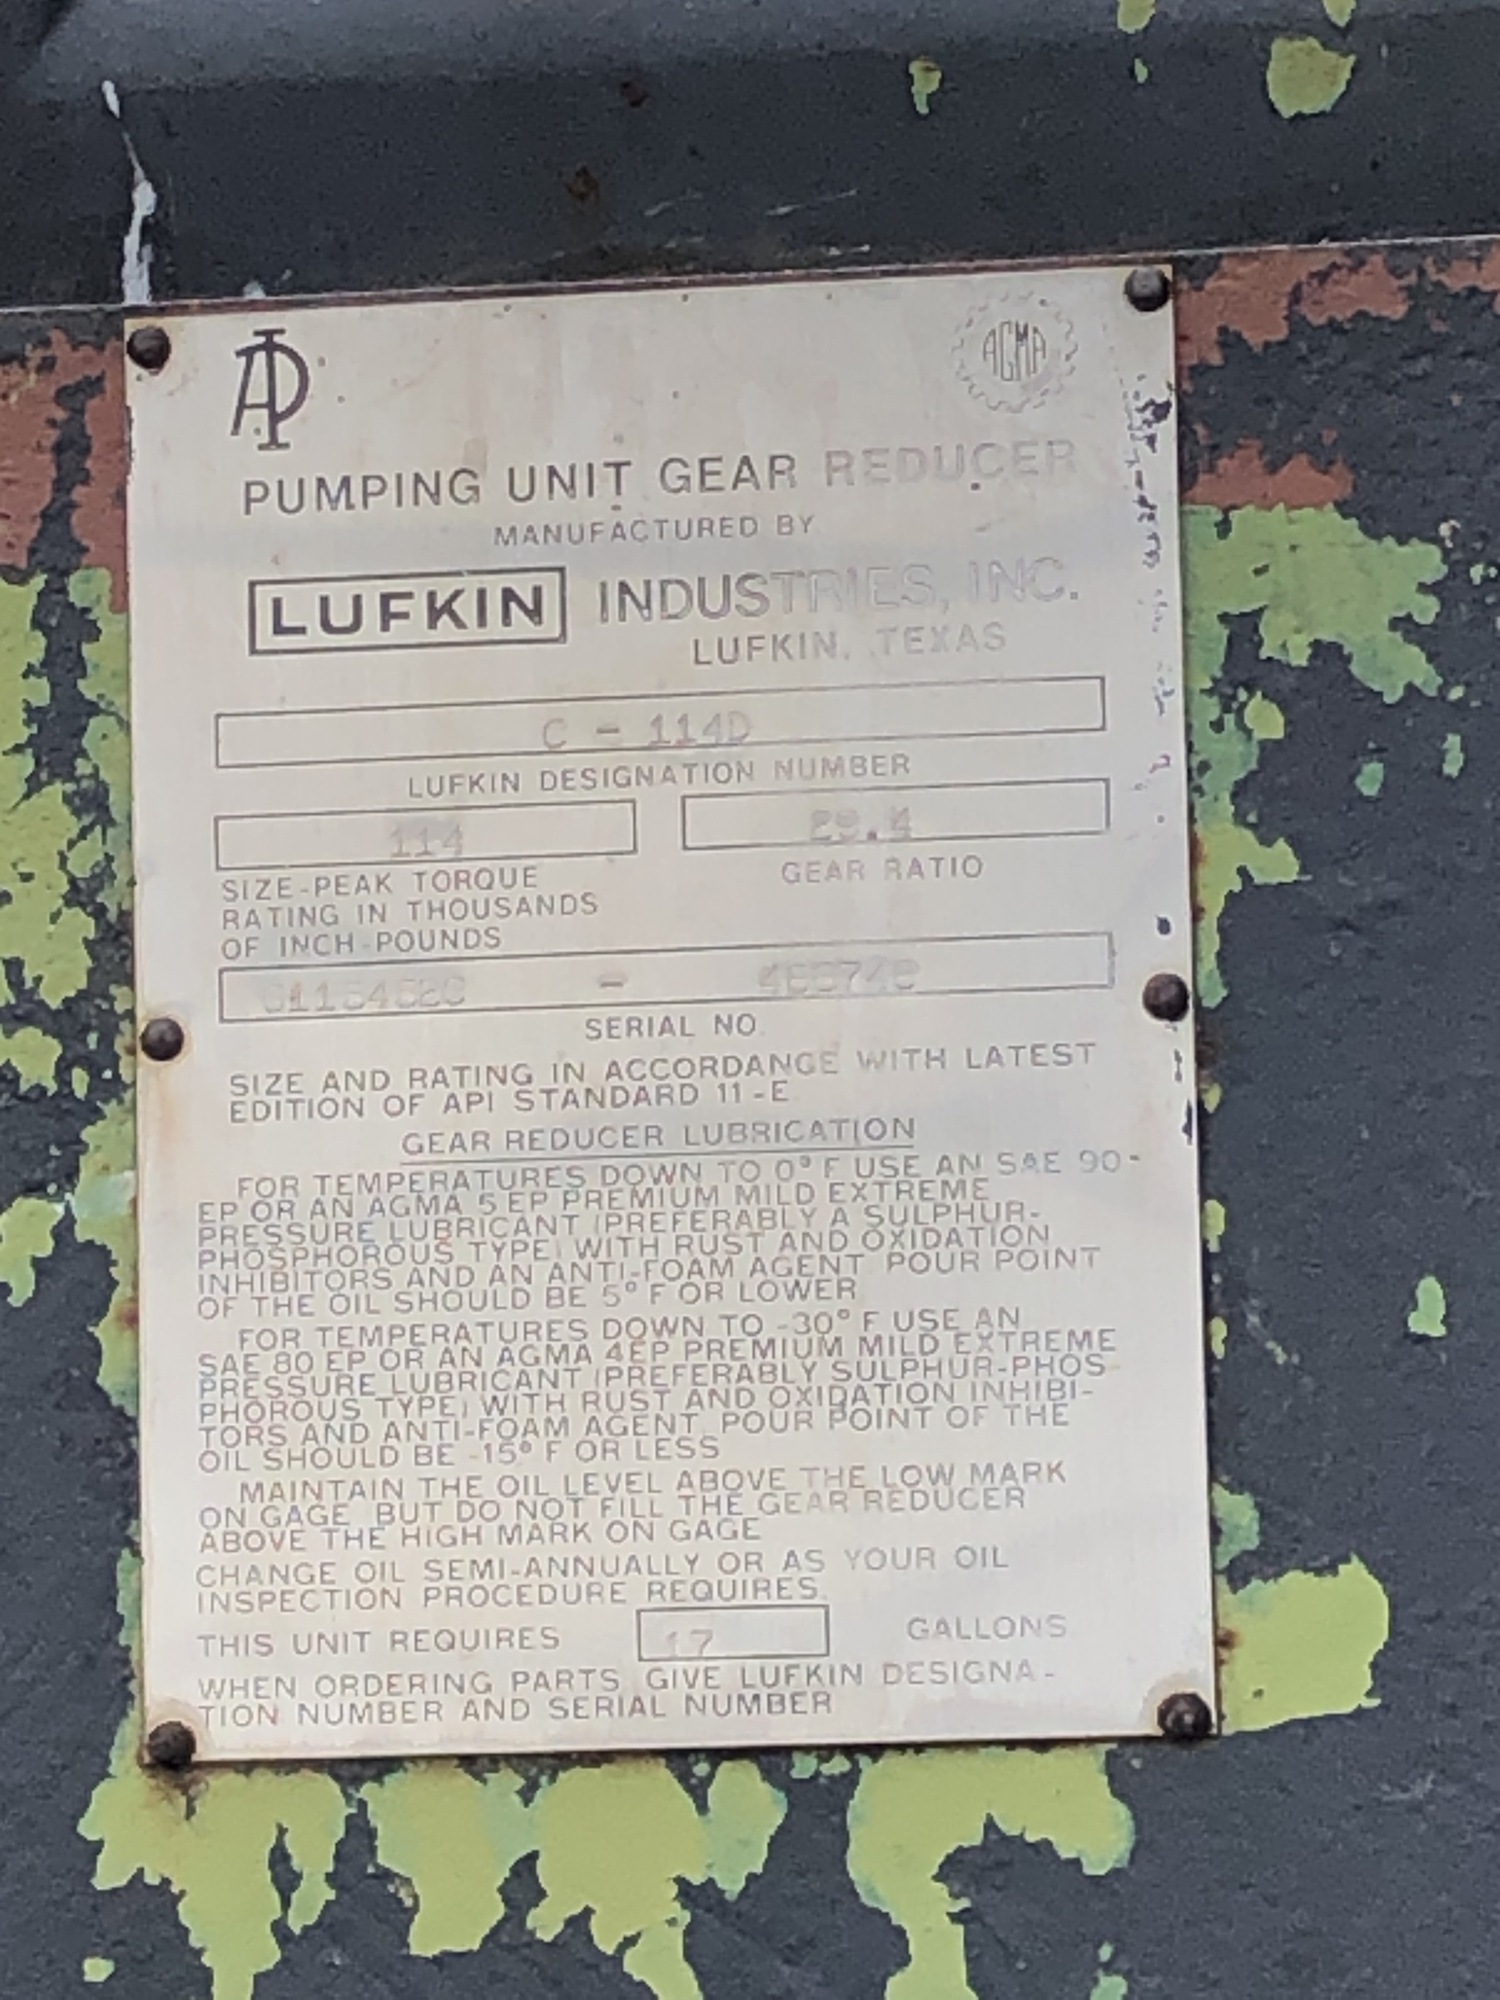 API
AGMA
PUMPING UNIT GEAR REDUCER
MANUFACTURED BY
LUFKIN INDUSTRIES, INC.
LUFKIN, TEXAS
C - 114D
LUFKIN DESIGNATION NUMBER
114
29.4
SIZE-PEAK TORQUE
RATING IN THOUSANDS
OF INCH-POUNDS
GEAR RATIO
-
SERIAL NO.
SIZE AND RATING IN ACCORDANCE WITH LATEST
EDITION OF API STANDARD 11-E
GEAR REDUCER LUBRICATION
FOR TEMPERATURES DOWN TO 0° F USE AN SAE 90-
EP OR AN AGMA 5 EP PREMIUM MILD EXTREME
PRESSURE LUBRICANT (PREFERABLY A SULPHUR-
PHOSPHOROUS TYPE) WITH RUST AND OXIDATION
INHIBITORS AND AN ANTI-FOAM AGENT POUR POINT
OF THE OIL SHOULD BE 5° F OR LOWER
FOR TEMPERATURES DOWN TO -30° F USE AN
SAE 80 EP OR AN AGMA 4EP PREMIUM MILD EXTREME
PRESSURE LUBRICANT (PREFERABLY SULPHUR-PHOS-
PHOROUS TYPE) WITH RUST AND OXIDATION INHIBI-
TORS AND ANTI-FOAM AGENT POUR POINT OF THE
OIL SHOULD BE -15° F OR LESS
MAINTAIN THE OIL LEVEL ABOVE THE LOW MARK
ON GAGE BUT DO NOT FILL THE GEAR REDUCER
ABOVE THE HIGH MARK ON GAGE
CHANGE OIL SEMI-ANNUALLY OR AS YOUR OIL
INSPECTION PROCEDURE REQUIRES.
THIS UNIT REQUIRES 17 GALLONS
WHEN ORDERING PARTS GIVE LUFKIN DESIGNA-
TION NUMBER AND SERIAL NUMBER